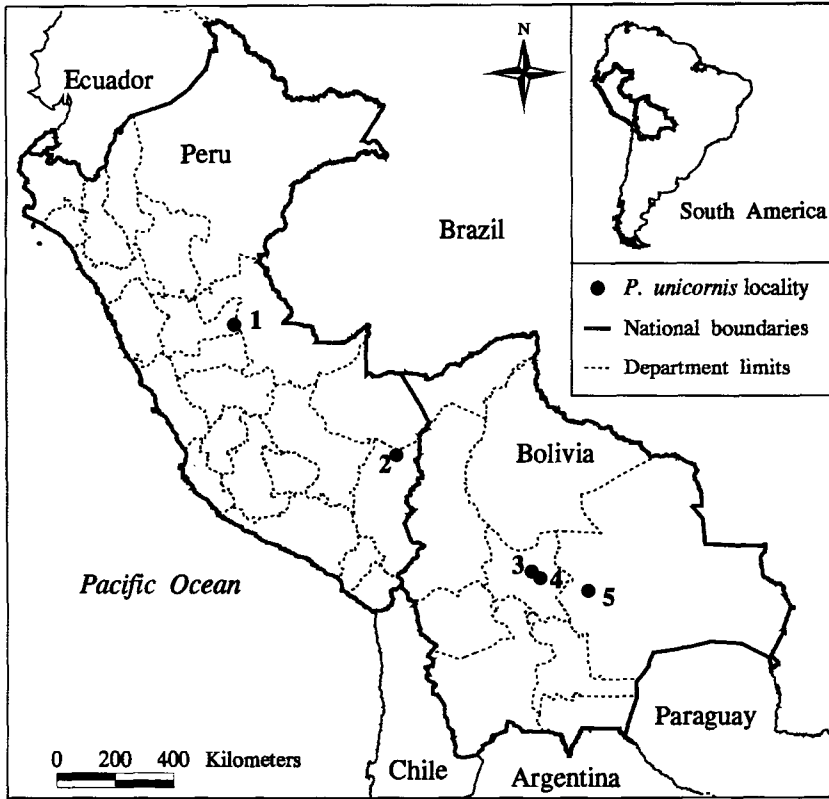 N
Ecuador
Peru
Brazil
South America
P. unicornis locality
National boundaries
Department limits
1
2
Bolivia
3
4
5
Pacific Ocean
Paraguay
0 200 400 Kilometers
Chile
Argentina